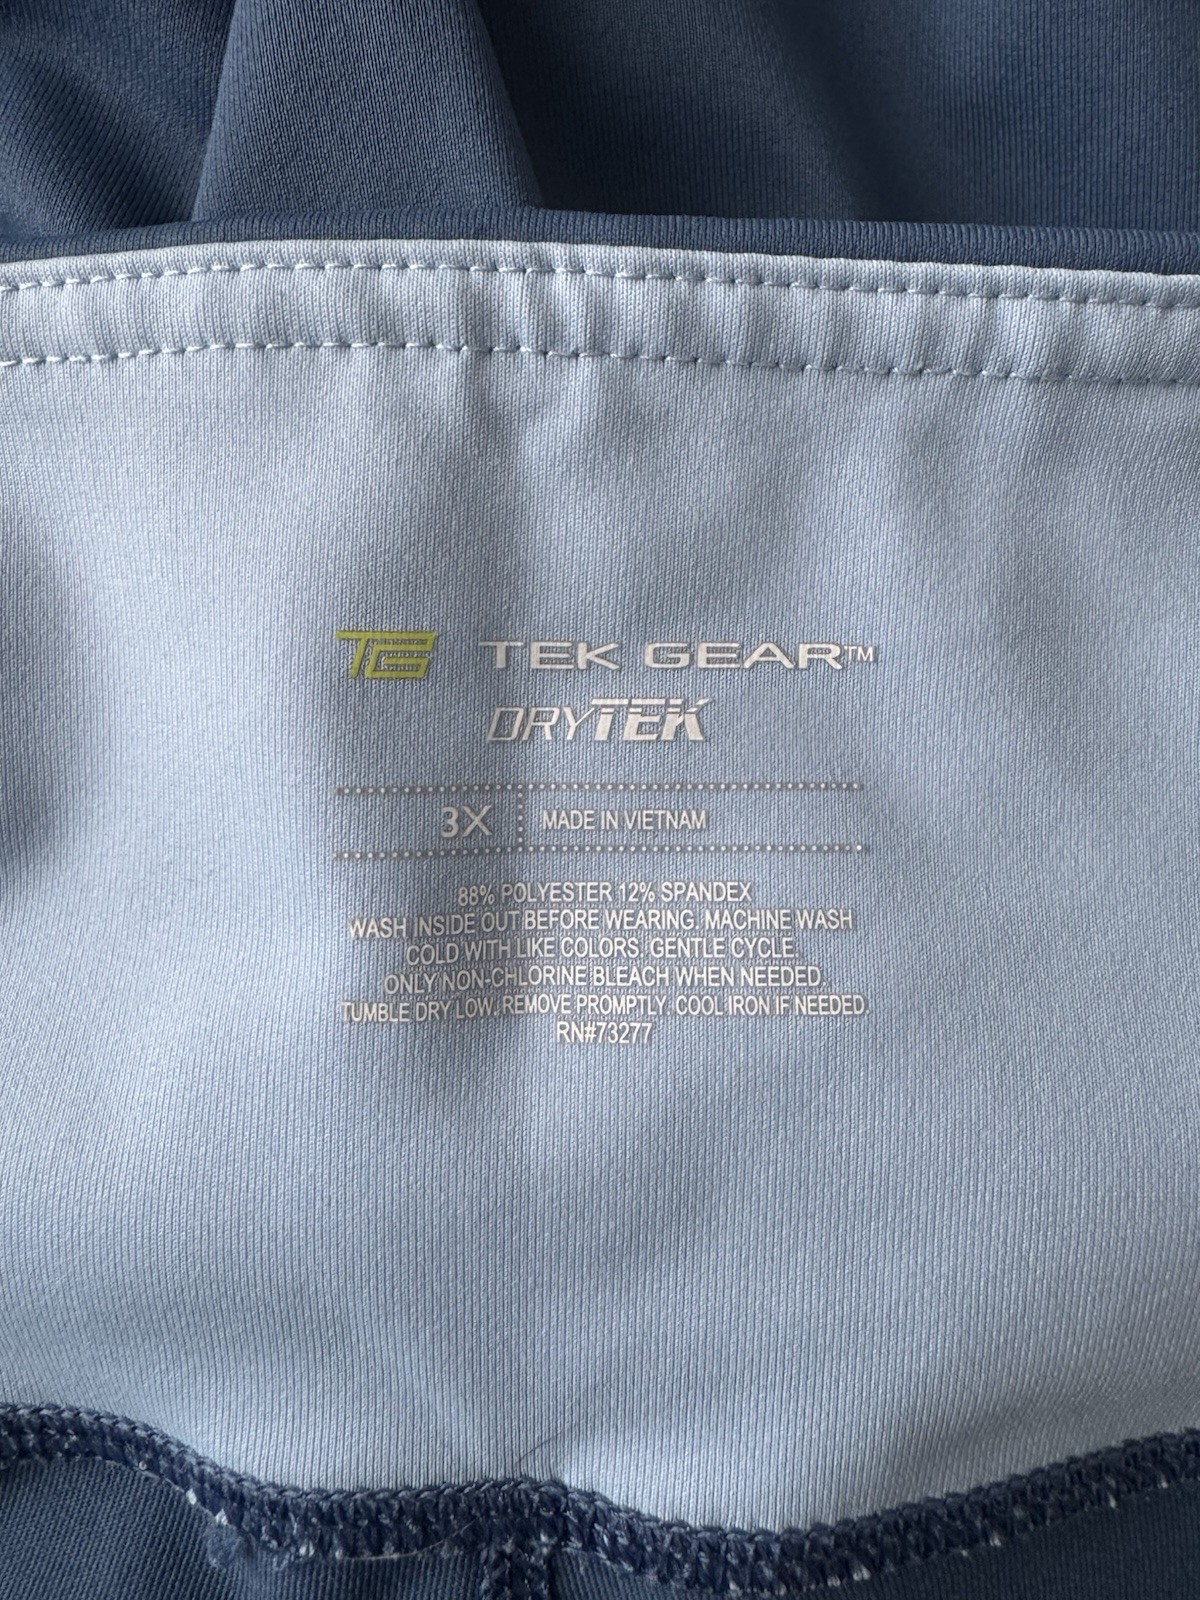 TG TEK GEAR™
DRYTEK
3X MADE IN VIETNAM
88% POLYESTER 12% SPANDEX
WASH INSIDE OUT BEFORE WEARING. MACHINE WASH
COLD WITH LIKE COLORS. GENTLE CYCLE.
ONLY NON-CHLORINE BLEACH WHEN NEEDED.
TUMBLE DRY LOW. REMOVE PROMPTLY. COOL IRON IF NEEDED.
RN#73277